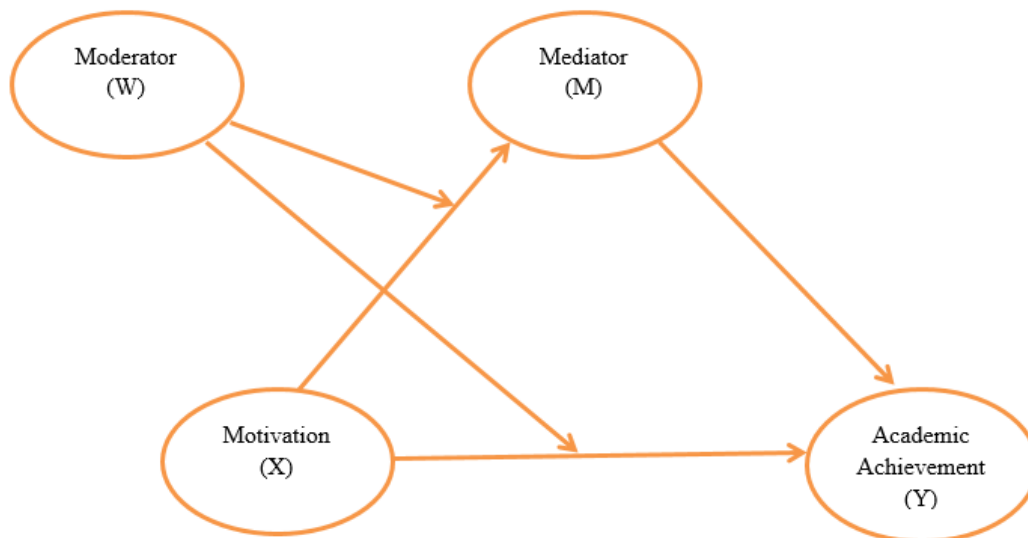 Moderator
(W)
Mediator
(M)
Motivation
(X)
Academic
Achievement
(Y)